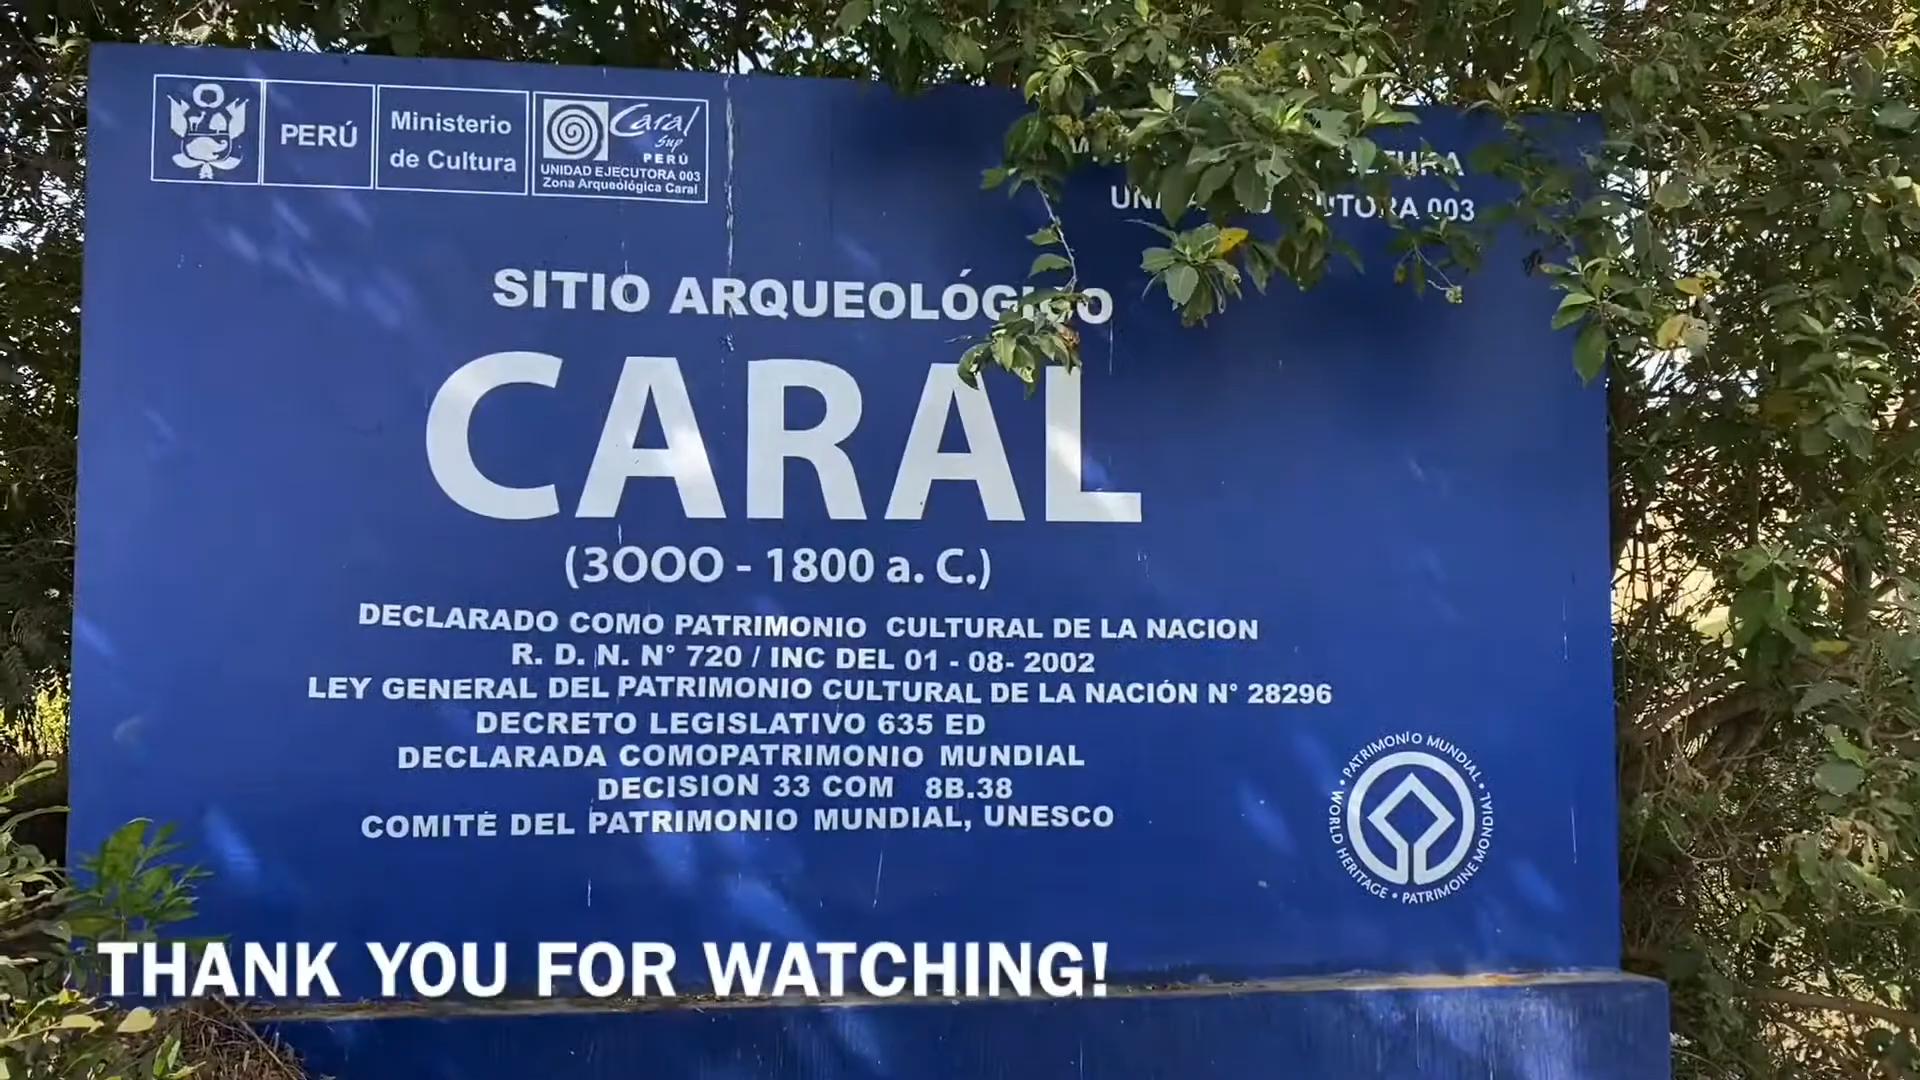 PERÚ
Ministerio
de Cultura
Caral
Sup
PERÚ
UNIDAD EJECUTORA 003
Zona Arqueológica Caral
003
SITIO ARQUEOLÓGICO
CARAL
(3000 - 1800 a. C.)
DECLARADO COMO PATRIMONIO CULTURAL DE LA NACION
R. D. N. N° 720 / INC DEL 01 - 08- 2002
LEY GENERAL DEL PATRIMONIO CULTURAL DE LA NACIÓN N° 28296
DECRETO LEGISLATIVO 635 ED
DECLARADA COMOPATRIMONIO MUNDIAL
DECISION 33 COM 8B.38
COMITÉ DEL PATRIMONIO MUNDIAL, UNESCO
• PATRIMONIO MUNDIAL •
WORLD HERITAGE • PATRIMOINE MONDIAL
THANK YOU FOR WATCHING!